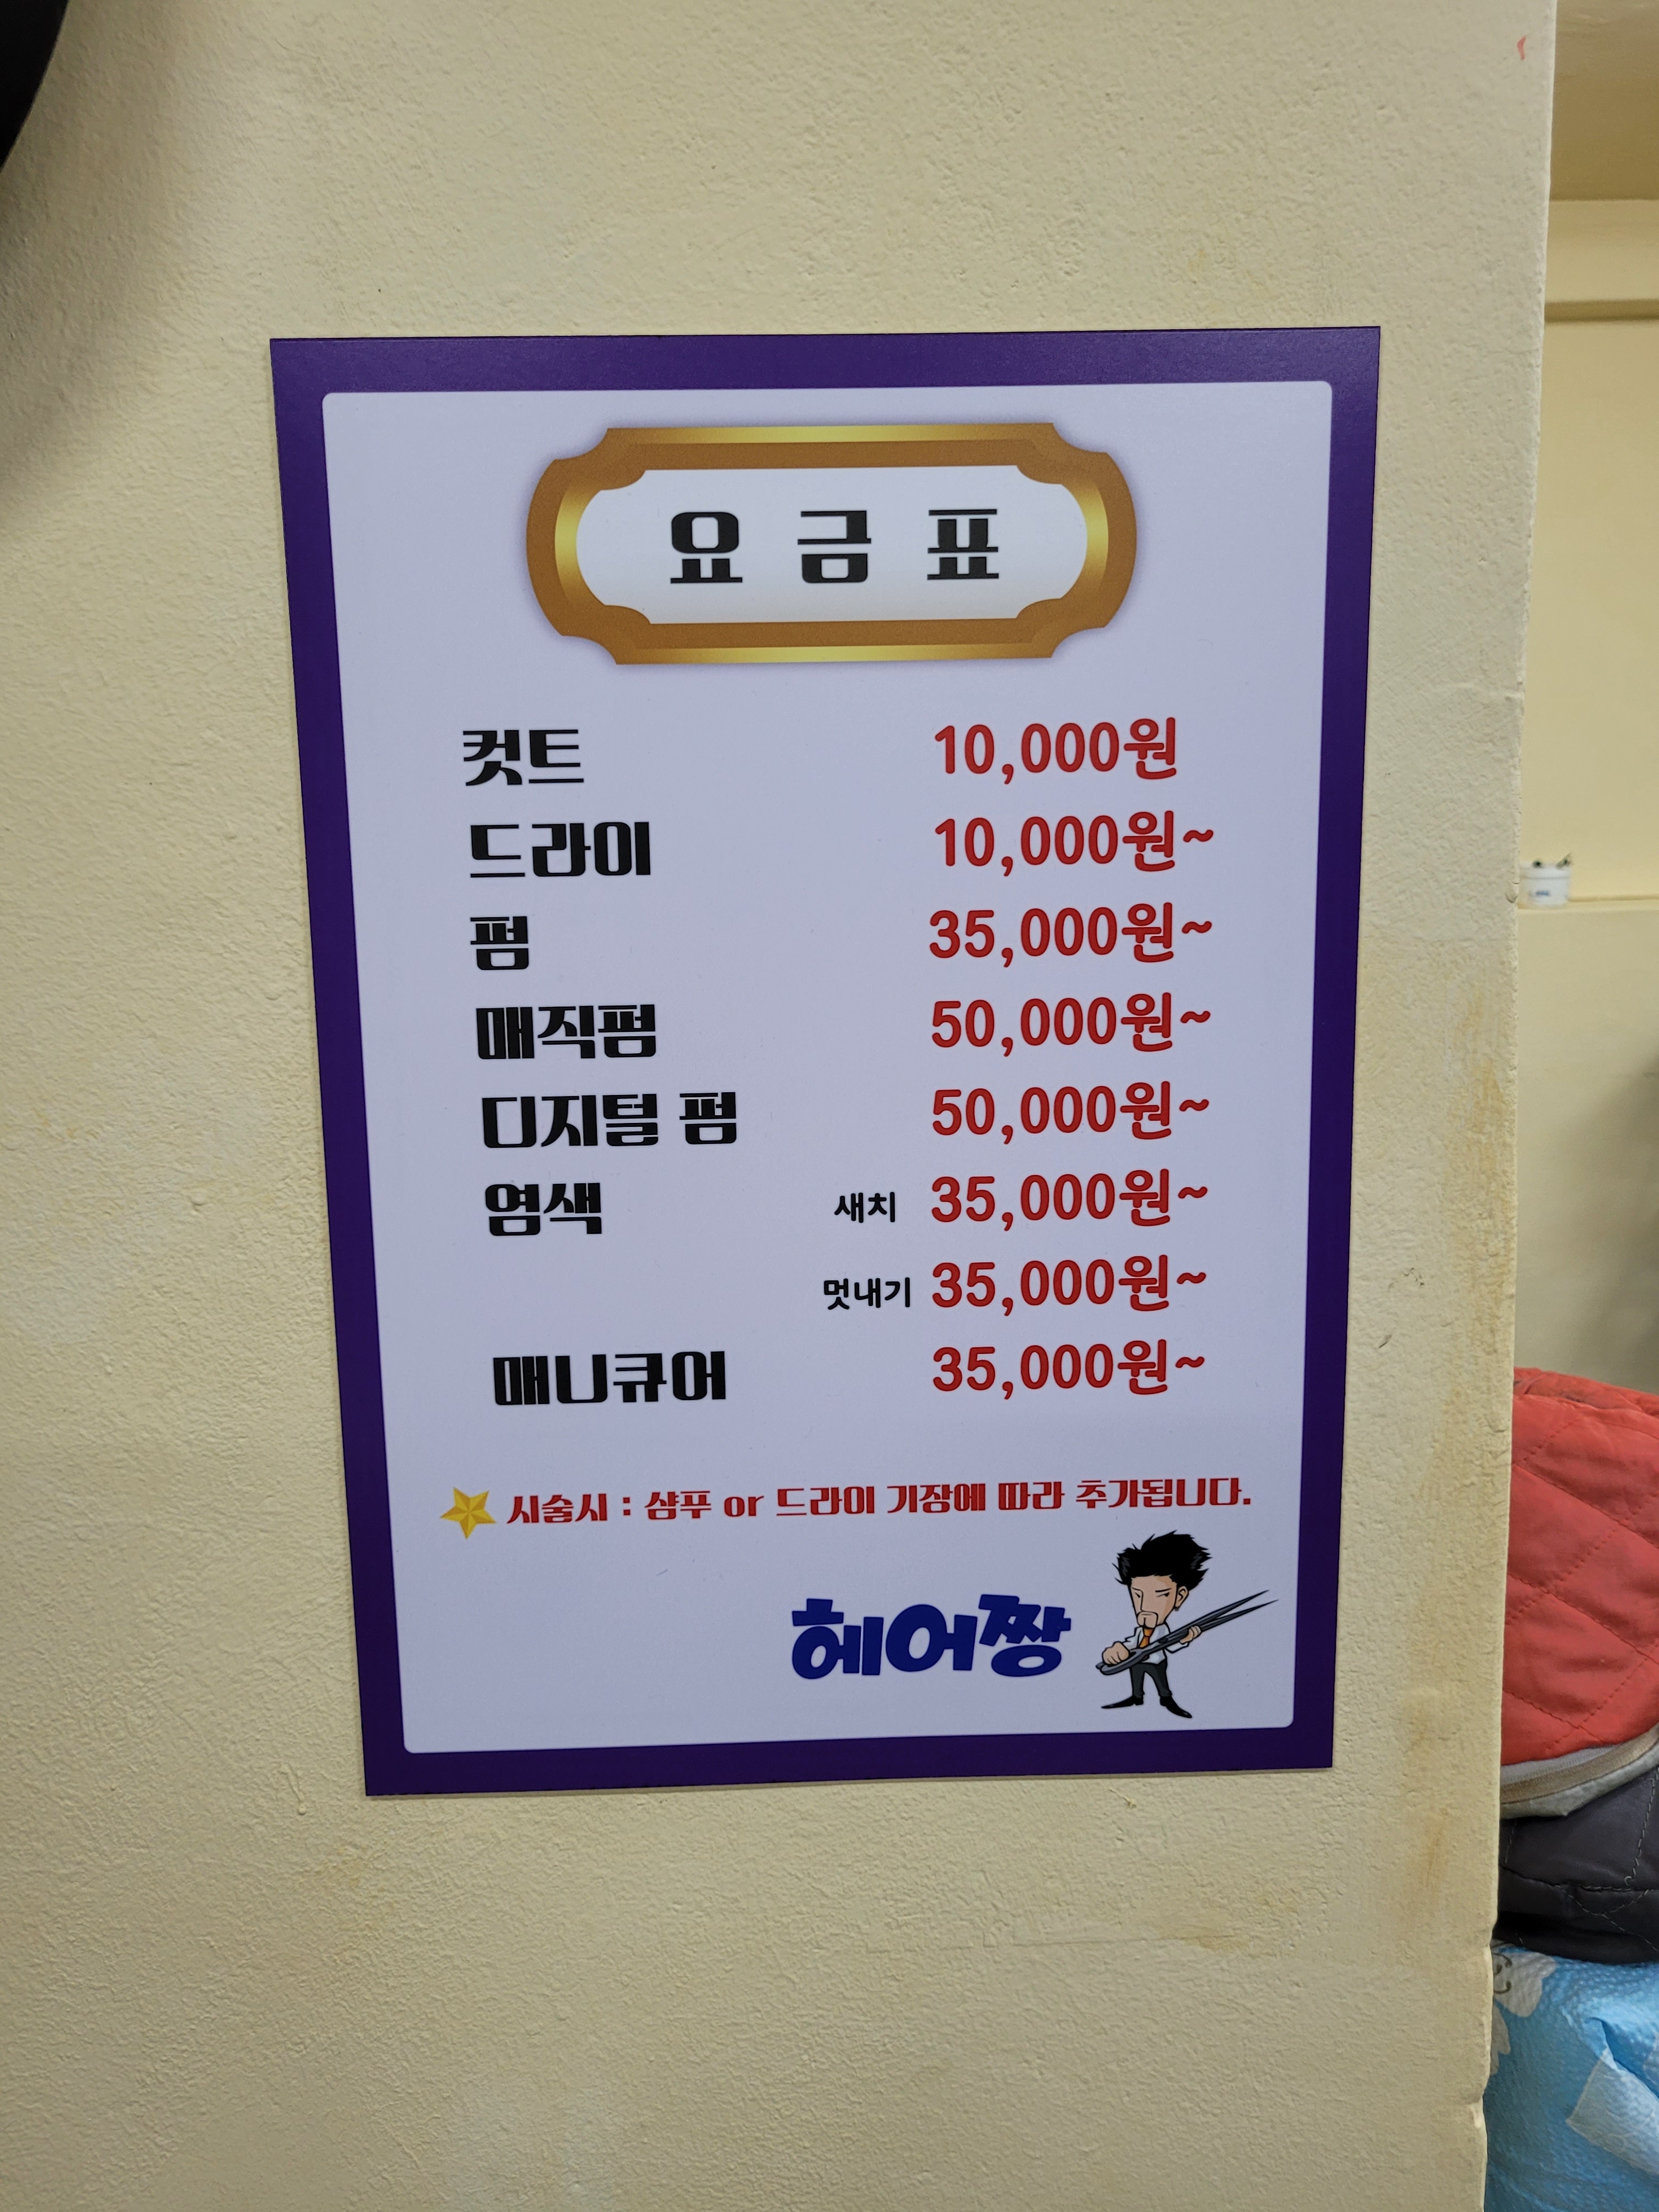 요금표
컷트 10,000원
드라이 10,000원~
펌 35,000원~
매직펌 50,000원~
디지털 펌 50,000원~
염색 새치 35,000원~
멋내기 35,000원~
매니큐어 35,000원~
시술시 : 샴푸 or 드라이 기장에 따라 추가됩니다.
헤어짱